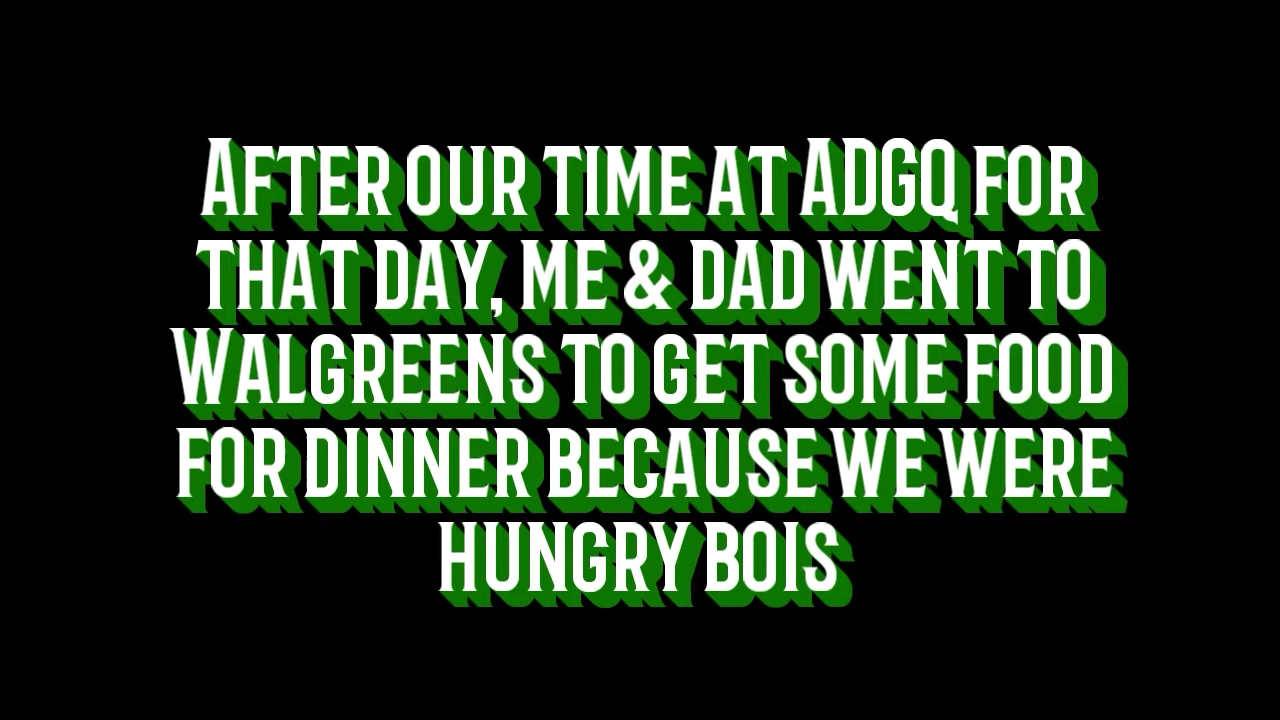 After our time at ADGQ for
that day, me & dad went to
Walgreens to get some food
for dinner because we were
hungry bois